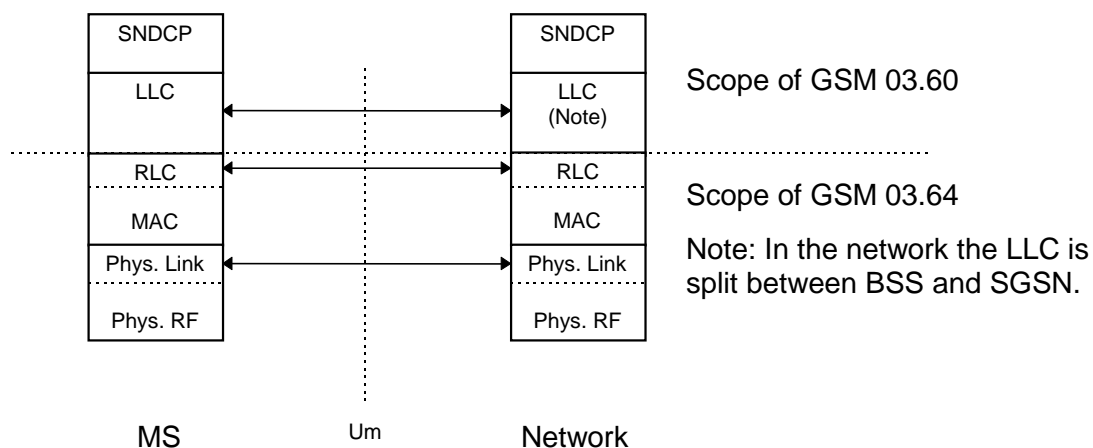 SNDCP
LLC
RLC
MAC
Phys. Link
Phys. RF
MS
Um
SNDCP
LLC
(Note)
RLC
MAC
Phys. Link
Phys. RF
Network
Scope of GSM 03.60
Scope of GSM 03.64
Note: In the network the LLC is
split between BSS and SGSN.